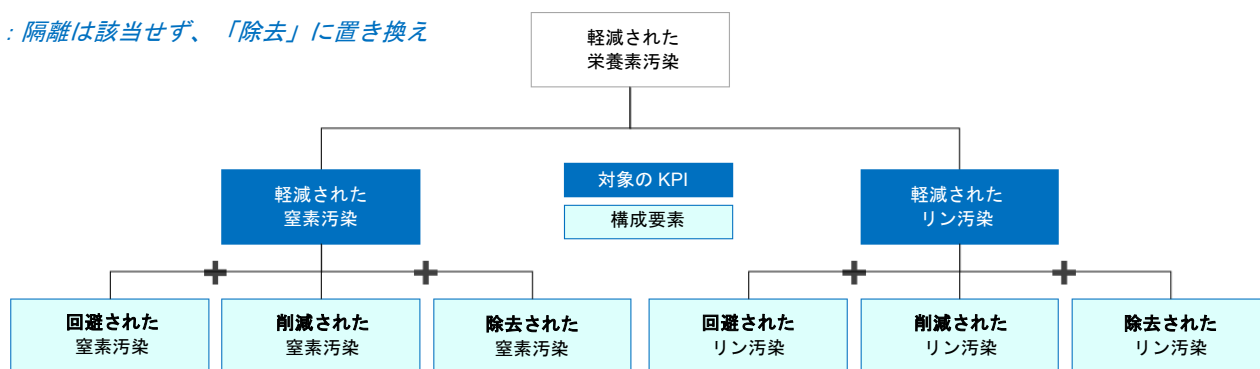 ：隔離は該当せず、「除去」に置き換え
軽減された
栄養素汚染
軽減された
窒素汚染
対象の KPI
構成要素
軽減された
リン汚染
回避された
窒素汚染
削減された
窒素汚染
除去された
窒素汚染
回避された
リン汚染
削減された
リン汚染
除去された
リン汚染